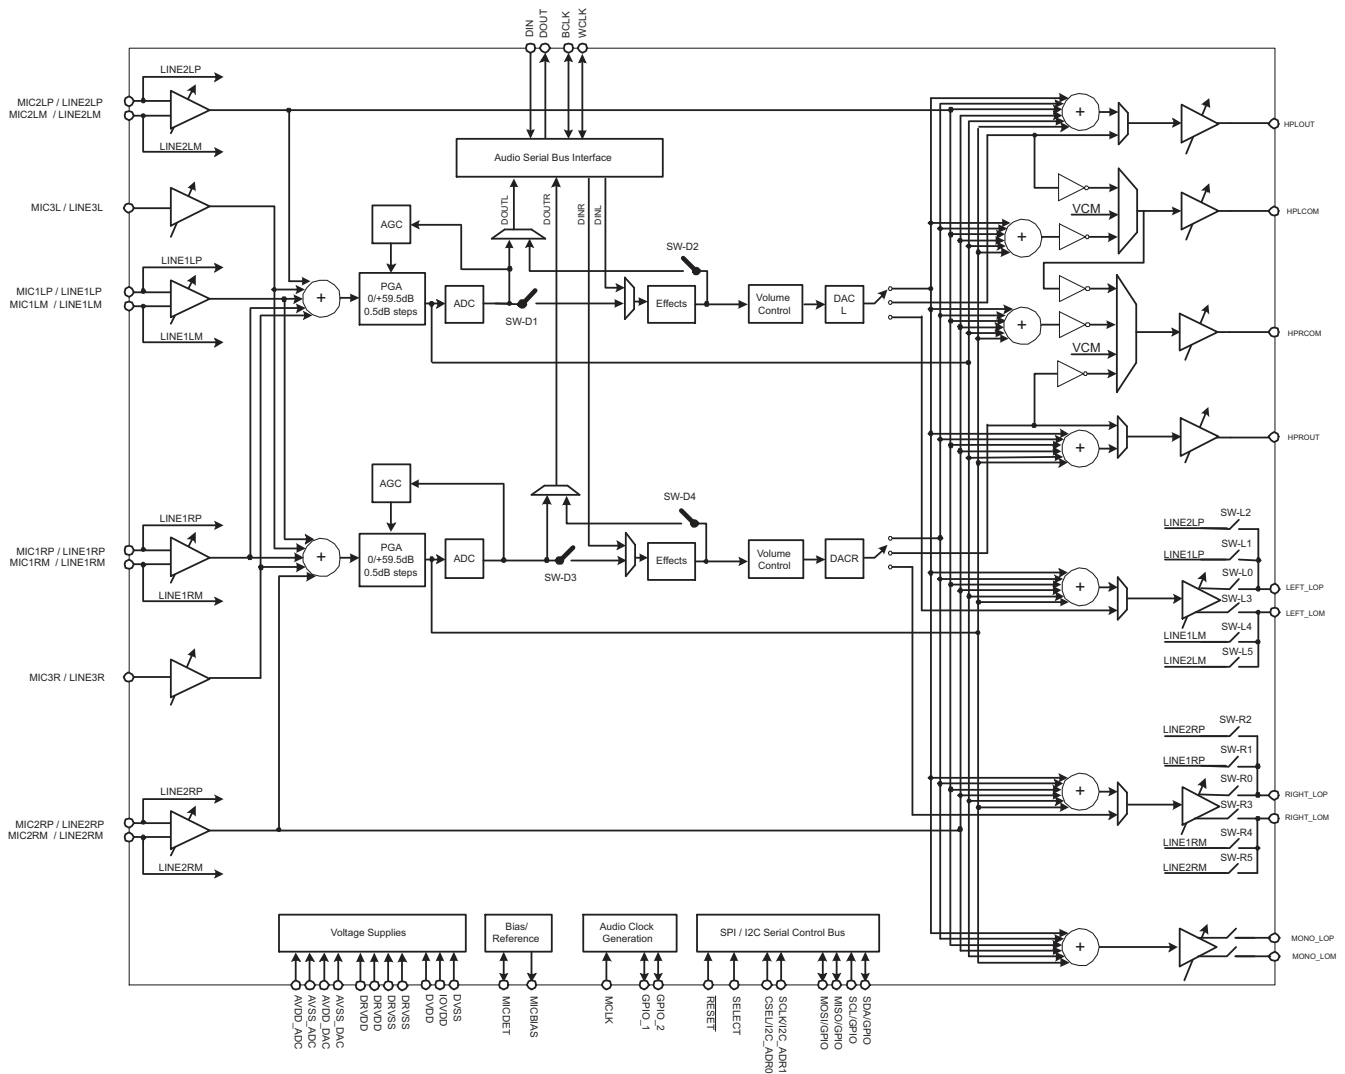 DIN
DOUT
BCLK
WCLK
LINE2LP
MIC2LP / LINE2LP
MIC2LM / LINE2LM
LINE2LM
+
HPLOUT
Audio Serial Bus Interface
DOUTL
DOUTR
DINR
DINL
MIC3L / LINE3L
AGC
VCM
HPLCOM
+
SW-D2
LINE1LP
MIC1LP / LINE1LP
MIC1LM / LINE1LM
LINE1LM
+
PGA
0/+59.5dB
0.5dB steps
ADC
SW-D1
Effects
Volume
Control
DAC
L
+
VCM
HPRCOM
+
HPROUT
AGC
SW-D4
LINE1RP
MIC1RP / LINE1RP
MIC1RM / LINE1RM
LINE1RM
+
PGA
0/+59.5dB
0.5dB steps
ADC
SW-D3
Effects
Volume
Control
DACR
+
SW-L2
LINE2LP
SW-L1
LINE1LP
SW-L0
LEFT_LOP
SW-L3
LEFT_LOM
SW-L4
LINE1LM
SW-L5
LINE2LM
MIC3R / LINE3R
SW-R2
LINE2RP
SW-R1
LINE1RP
SW-R0
RIGHT_LOP
SW-R3
RIGHT_LOM
SW-R4
LINE1RM
SW-R5
LINE2RM
+
LINE2RP
MIC2RP / LINE2RP
MIC2RM / LINE2RM
LINE2RM
Voltage Supplies
Bias/
Reference
Audio Clock
Generation
SPI / I2C Serial Control Bus
+
MONO_LOP
MONO_LOM
AVDD_ADC
AVSS_ADC
AVDD_DAC
AVSS_DAC
DRVDD
DRVDD
DRVSS
DRVSS
DVDD
IOVDD
DVSS
MICDET
MICBIAS
MCLK
GPIO_1
GPIO_2
RESET
SELECT
CSEL/I2C_ADR0
SCLK/I2C_ADR1
MOSI/GPIO
MISO/GPIO
SCL/GPIO
SDA/GPIO